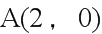 A(2， 0)